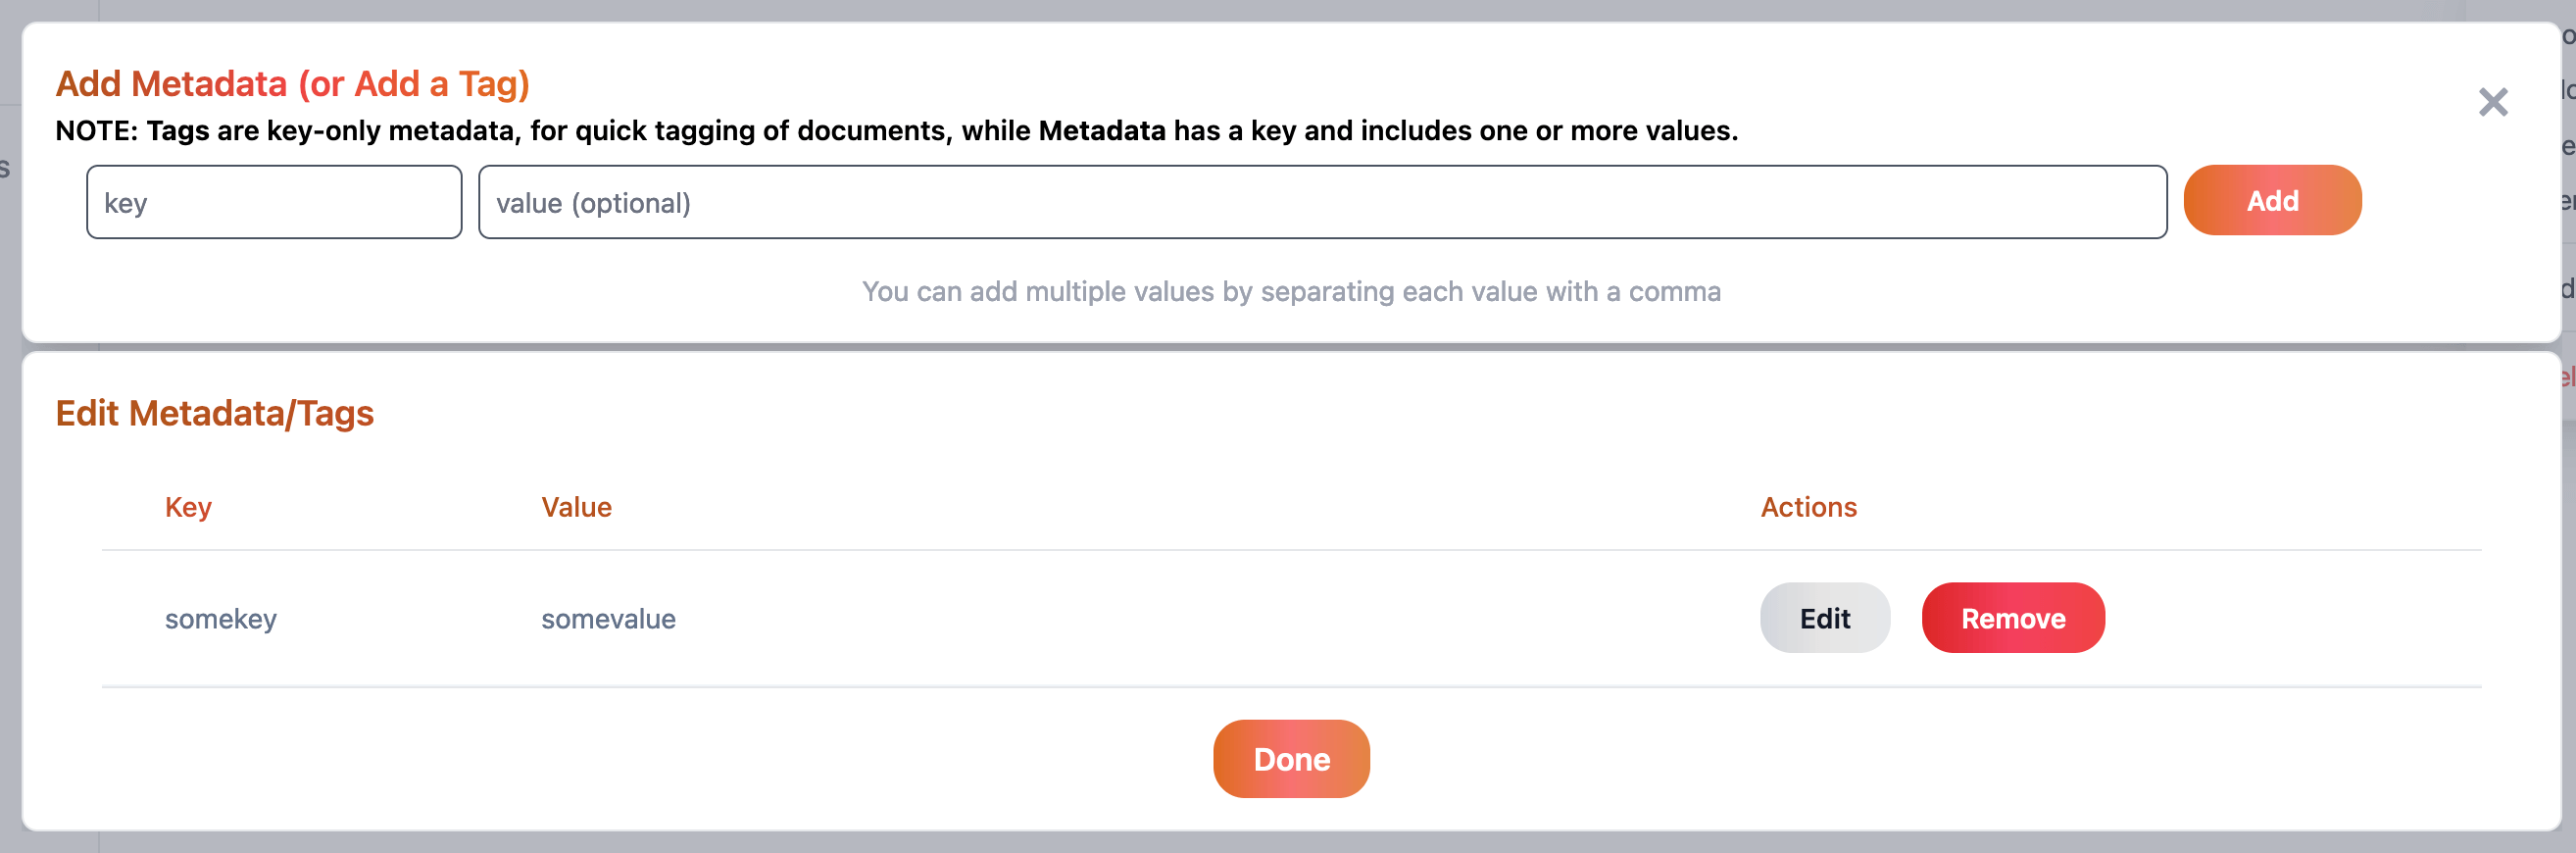 Add Metadata (or Add a Tag)
NOTE: Tags are key-only metadata, for quick tagging of documents, while Metadata has a key and includes one or more values.
key value (optional) Add
You can add multiple values by separating each value with a comma
Edit Metadata/Tags
Key Value Actions
somekey somevalue Edit Remove
Done